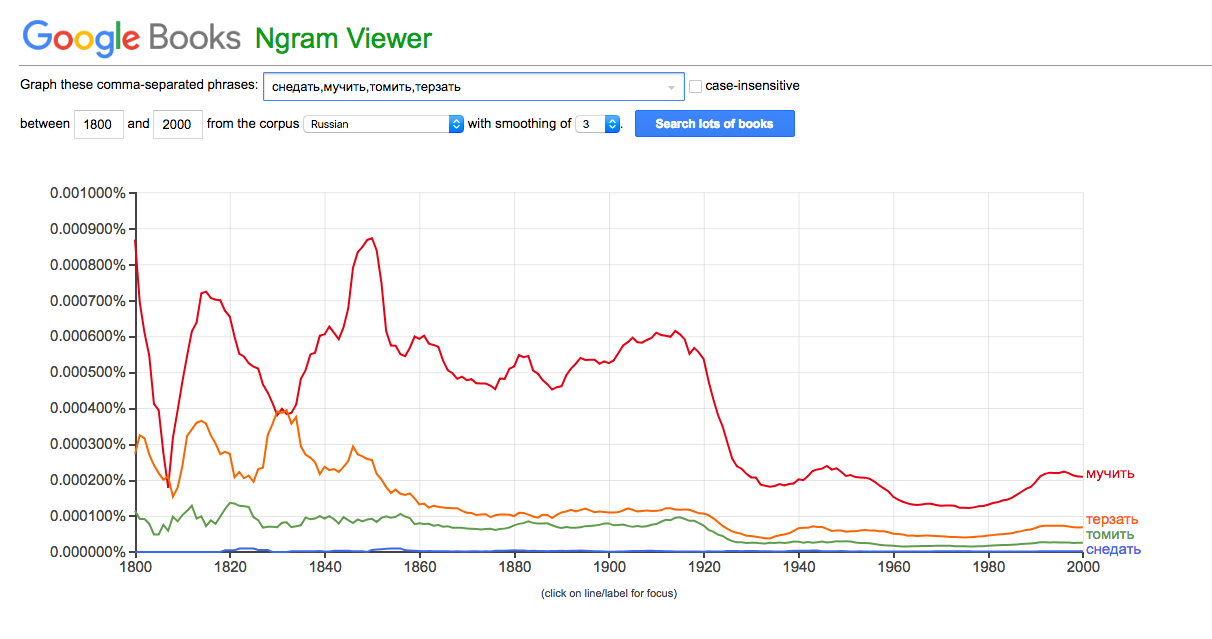 Google Books Ngram Viewer
Graph these comma-separated phrases: снедать,мучить,томить,терзать case-insensitive
between 1800 and 2000 from the corpus Russian with smoothing of 3 . Search lots of books
0.001000%
0.000900%
0.000800%
0.000700%
0.000600%
0.000500%
0.000400%
0.000300%
0.000200%
мучить
0.000100%
терзать
томить
0.000000%
снедать
1800 1820 1840 1860 1880 1900 1920 1940 1960 1980 2000
(click on line/label for focus)